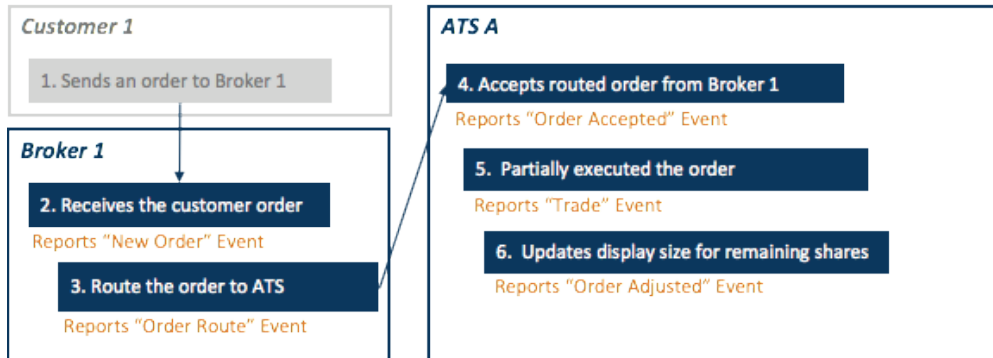 Customer 1
1. Sends an order to Broker 1
Broker 1
2. Receives the customer order
Reports “New Order” Event
3. Route the order to ATS
Reports “Order Route” Event
ATS A
4. Accepts routed order from Broker 1
Reports “Order Accepted” Event
5. Partially executed the order
Reports “Trade” Event
6. Updates display size for remaining shares
Reports “Order Adjusted” Event